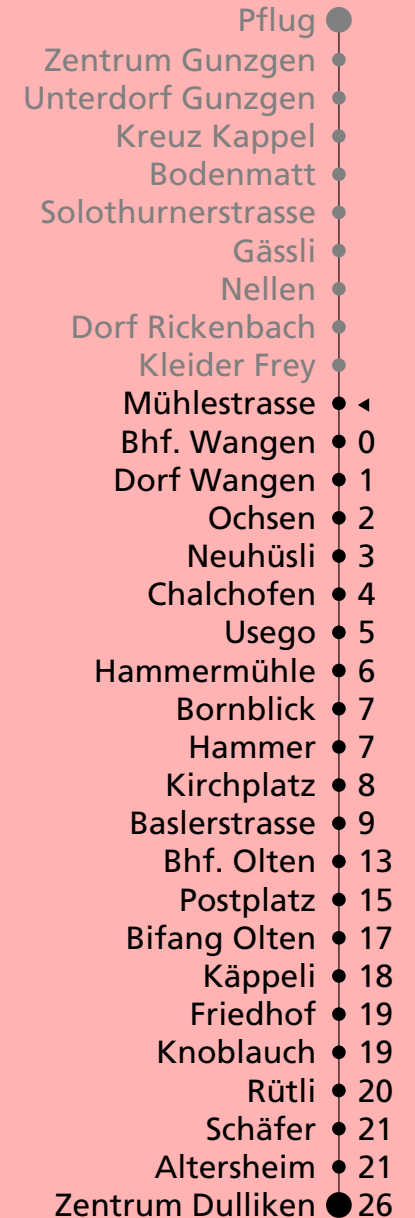 Pflug
Zentrum Gunzgen
Unterdorf Gunzgen
Kreuz Kappel
Bodenmatt
Solothurnerstrasse
Gässli
Nellen
Dorf Rickenbach
Kleider Frey
Mühlestrasse
Bhf. Wangen 0
Dorf Wangen 1
Ochsen 2
Neuhüsli 3
Chalchofen 4
Usego 5
Hammermühle 6
Bornblick 7
Hammer 7
Kirchplatz 8
Baslerstrasse 9
Bhf. Olten 13
Postplatz 15
Bifang Olten 17
Käppeli 18
Friedhof 19
Knoblauch 19
Rütli 20
Schäfer 21
Altersheim 21
Zentrum Dulliken 26